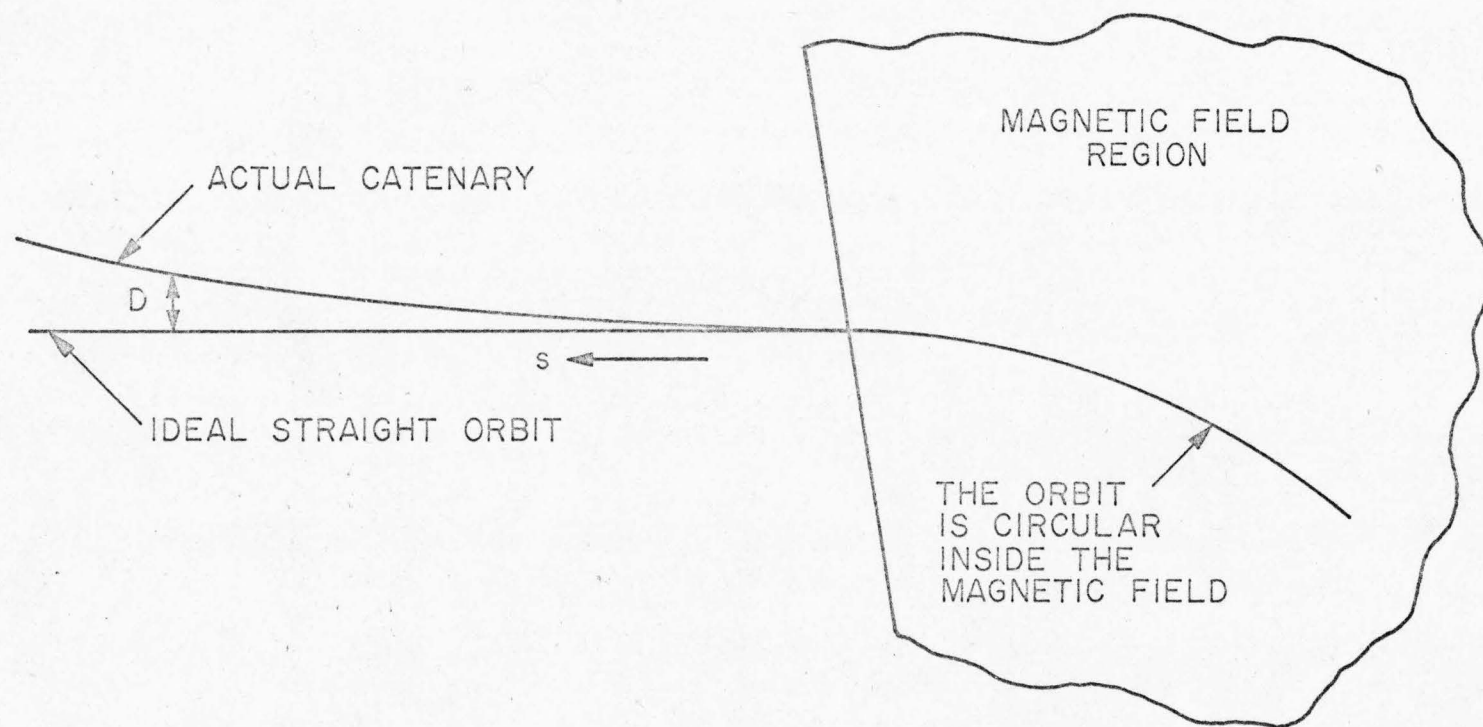 MAGNETIC FIELD
REGION
ACTUAL CATENARY
D
S
IDEAL STRAIGHT ORBIT
THE ORBIT
IS CIRCULAR
INSIDE THE
MAGNETIC FIELD